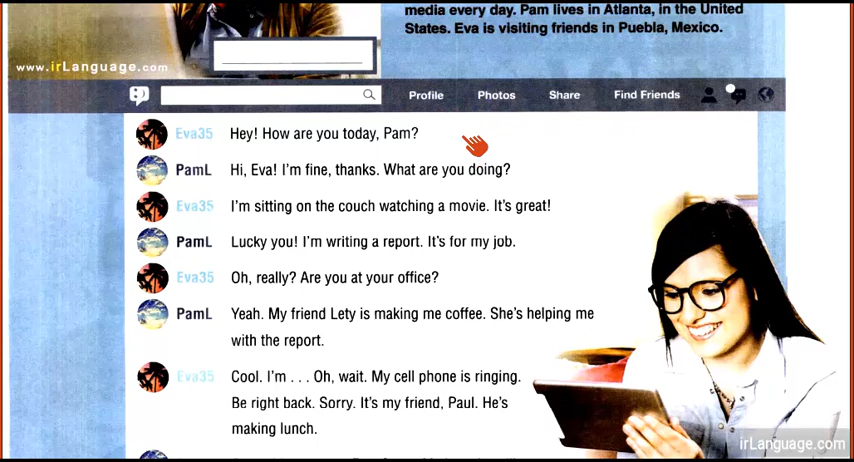 media every day. Pam lives in Atlanta, in the United
States. Eva is visiting friends in Puebla, Mexico.
www.irLanguage.com
Profile Photos Share Find Friends
Eva35 Hey! How are you today, Pam?
PamL Hi, Eva! I'm fine, thanks. What are you doing?
Eva35 I'm sitting on the couch watching a movie. It's great!
PamL Lucky you! I'm writing a report. It's for my job.
Eva35 Oh, really? Are you at your office?
PamL Yeah. My friend Lety is making me coffee. She's helping me
with the report.
Eva35 Cool. I'm . . . Oh, wait. My cell phone is ringing.
Be right back. Sorry. It's my friend, Paul. He's
making lunch.
irLanguage.com